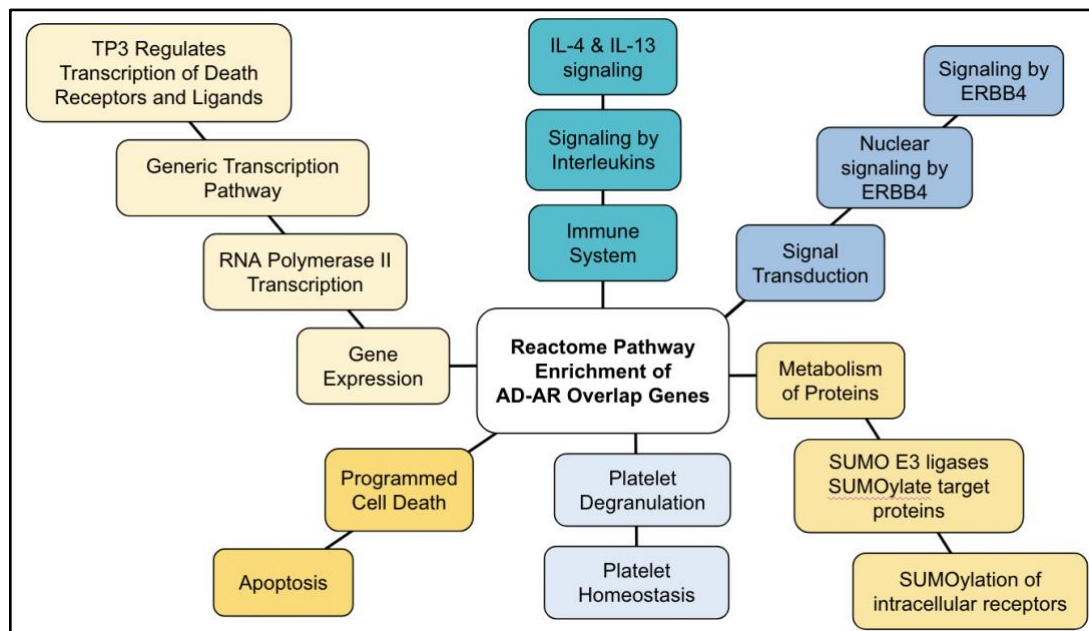 TP3 Regulates
Transcription of Death
Receptors and Ligands
Generic Transcription
Pathway
RNA Polymerase II
Transcription
Gene
Expression
IL-4 & IL-13
signaling
Signaling by
Interleukins
Immune
System
Signaling by
ERBB4
Nuclear
signaling by
ERBB4
Signal
Transduction
Reactome Pathway
Enrichment of
AD-AR Overlap Genes
Metabolism
of Proteins
SUMO E3 ligases
SUMOylate target
proteins
SUMOylation of
intracellular receptors
Programmed
Cell Death
Apoptosis
Platelet
Degranulation
Platelet
Homeostasis